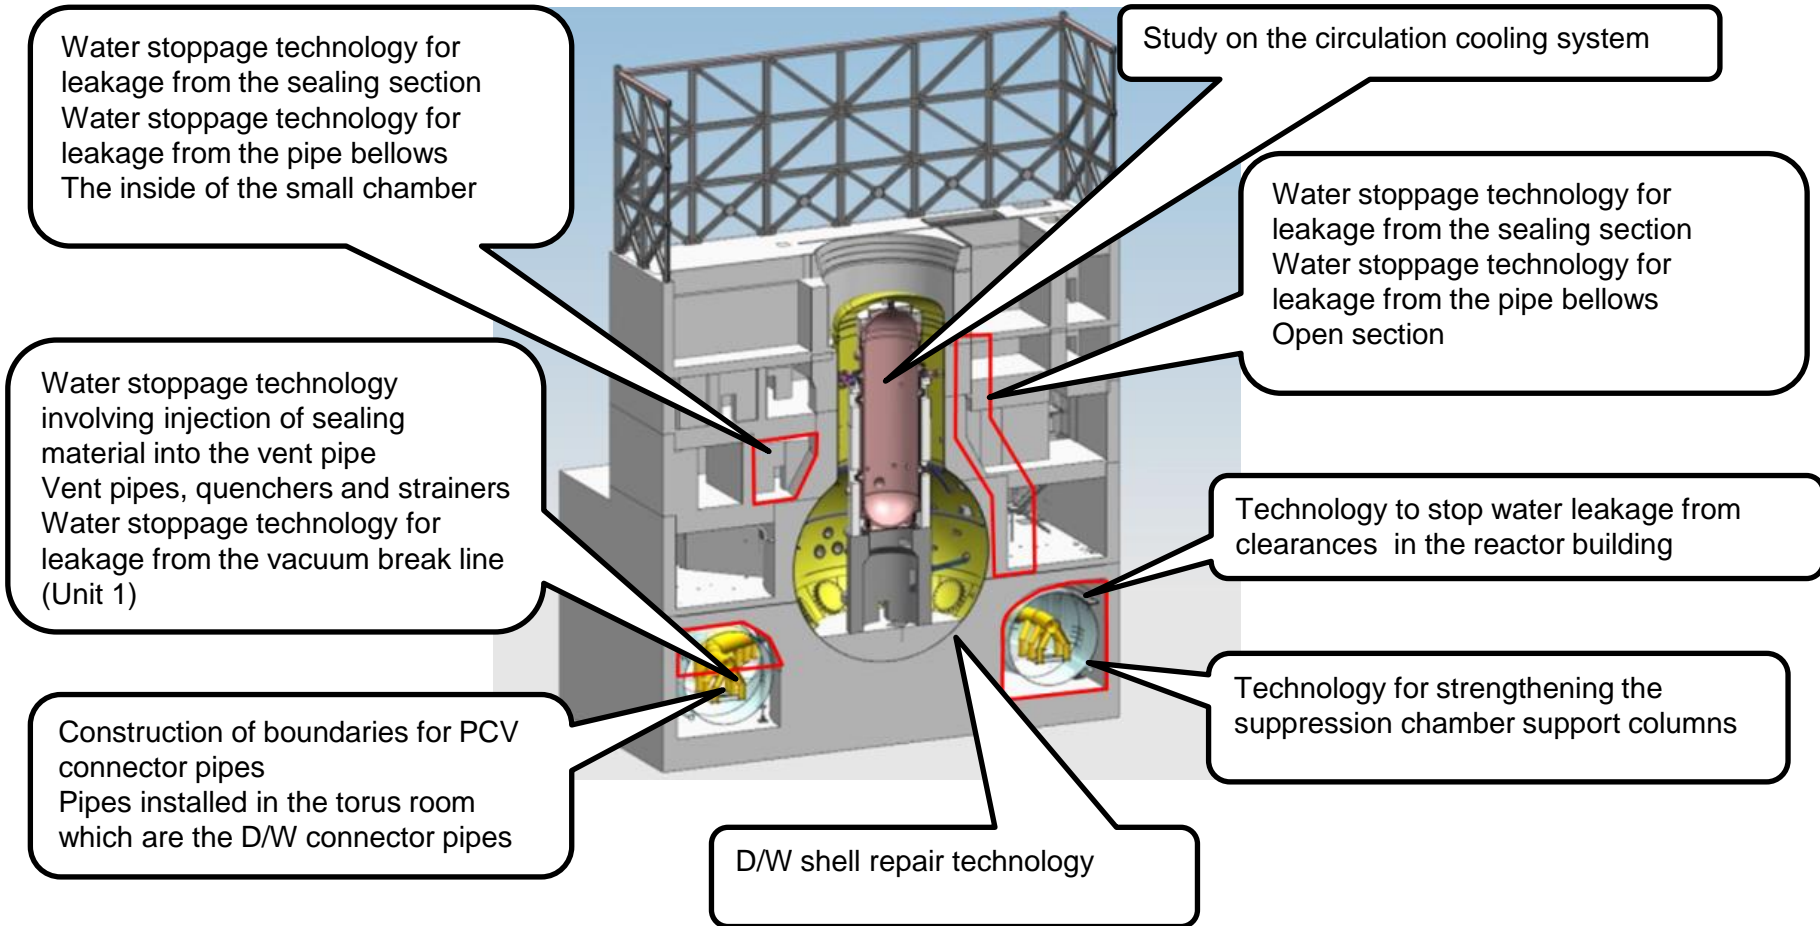 Water stoppage technology for
leakage from the sealing section
Water stoppage technology for
leakage from the pipe bellows
The inside of the small chamber
Study on the circulation cooling system
Water stoppage technology for
leakage from the sealing section
Water stoppage technology for
leakage from the pipe bellows
Open section
Water stoppage technology
involving injection of sealing
material into the vent pipe
Vent pipes, quenchers and strainers
Water stoppage technology for
leakage from the vacuum break line
(Unit 1)
Technology to stop water leakage from
clearances  in the reactor building
Technology for strengthening the
suppression chamber support columns
Construction of boundaries for PCV
connector pipes
Pipes installed in the torus room
which are the D/W connector pipes
D/W shell repair technology